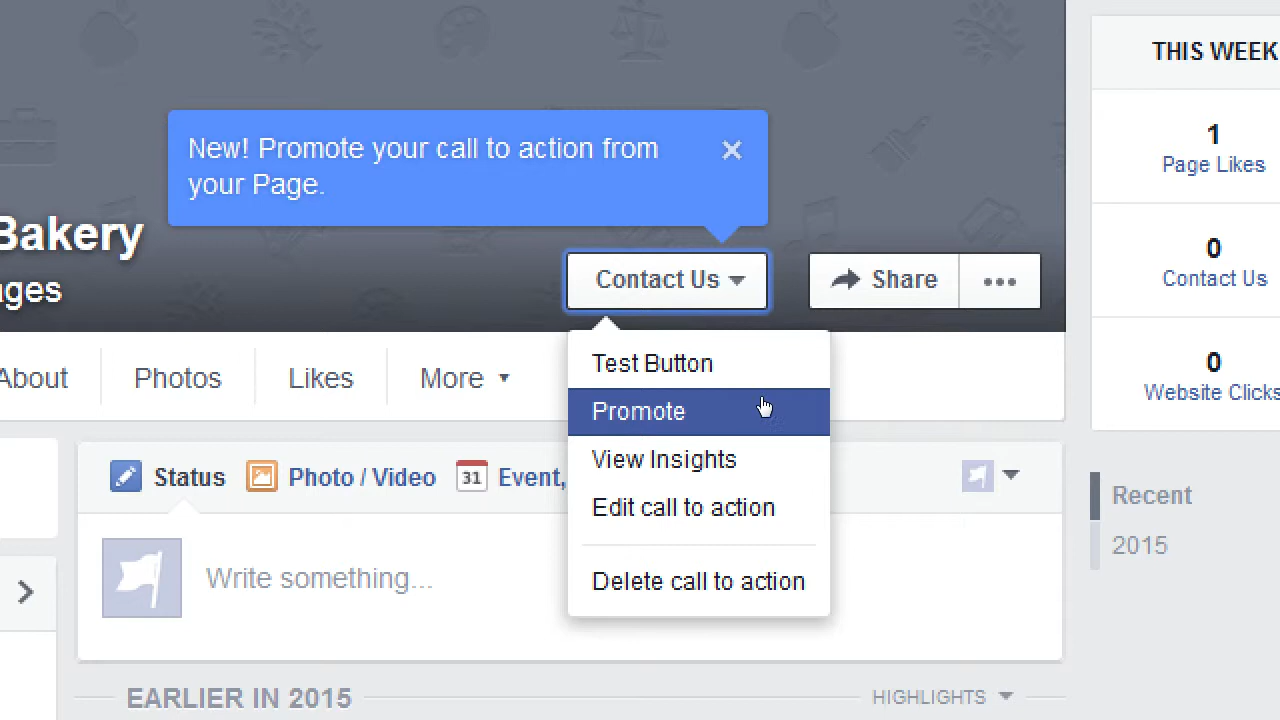 THIS WEEK
New! Promote your call to action from
your Page.
1
Page Likes
Bakery
0
Contact Us
Contact Us
Share
Test Button
0
Website Clicks
About
Photos
Likes
More
Promote
View Insights
Status
Photo / Video
31
Event,
Edit call to action
Recent
2015
Write something...
Delete call to action
EARLIER IN 2015
HIGHLIGHTS